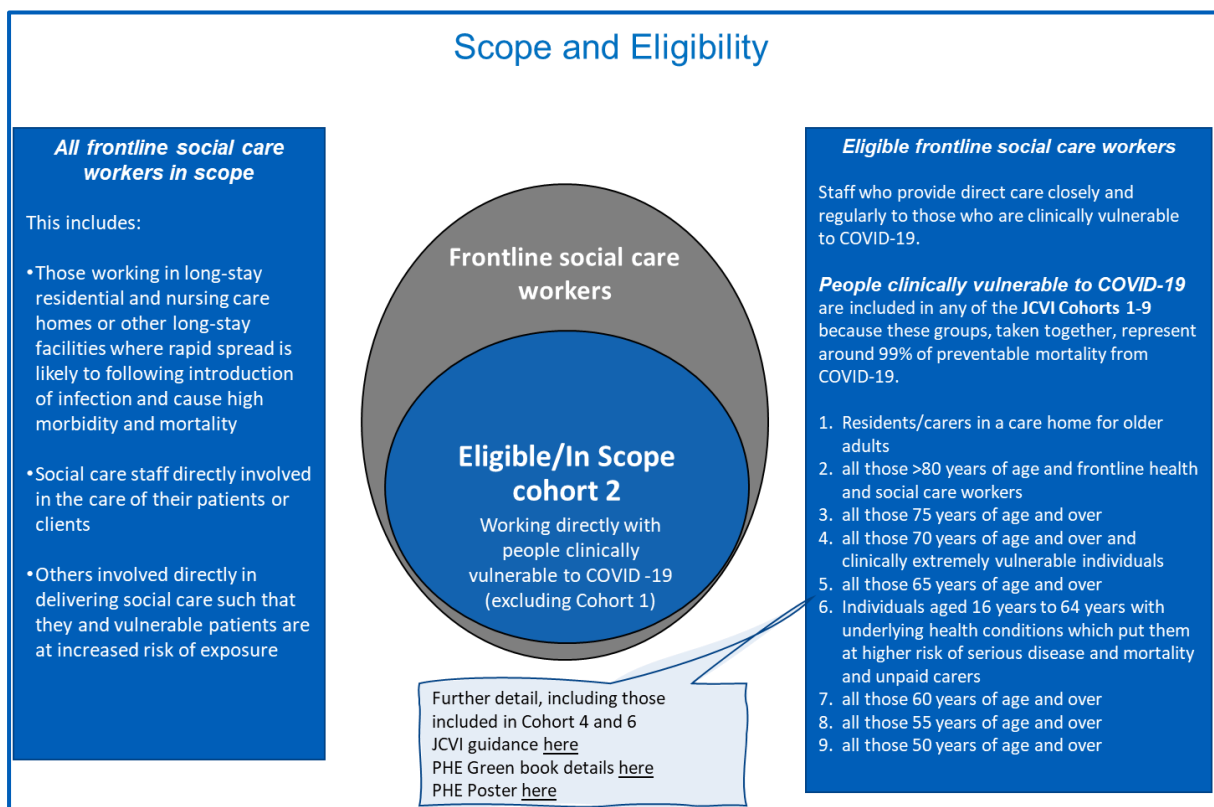 Scope and Eligibility
All frontline social care
workers in scope
This includes:
•Those working in long-stay
residential and nursing care
homes or other long-stay
facilities where rapid spread is
likely to following introduction
of infection and cause high
morbidity and mortality
•Social care staff directly involved
in the care of their patients or
clients
•Others involved directly in
delivering social care such that
they and vulnerable patients are
at increased risk of exposure
Frontline social care
workers
Eligible/In Scope
cohort 2
Working directly with
people clinically
vulnerable to COVID -19
(excluding Cohort 1)
Further detail, including those
included in Cohort 4 and 6
JCVI guidance here
PHE Green book details here
PHE Poster here
Eligible frontline social care workers
Staff who provide direct care closely and
regularly to those who are clinically vulnerable
to COVID-19.
People clinically vulnerable to COVID-19
are included in any of the JCVI Cohorts 1-9
because these groups, taken together, represent
around 99% of preventable mortality from
COVID-19.
1. Residents/carers in a care home for older
adults
2. all those >80 years of age and frontline health
and social care workers
3. all those 75 years of age and over
4. all those 70 years of age and over and
clinically extremely vulnerable individuals
5. all those 65 years of age and over
6. Individuals aged 16 years to 64 years with
underlying health conditions which put them
at higher risk of serious disease and mortality
and unpaid carers
7. all those 60 years of age and over
8. all those 55 years of age and over
9. all those 50 years of age and over